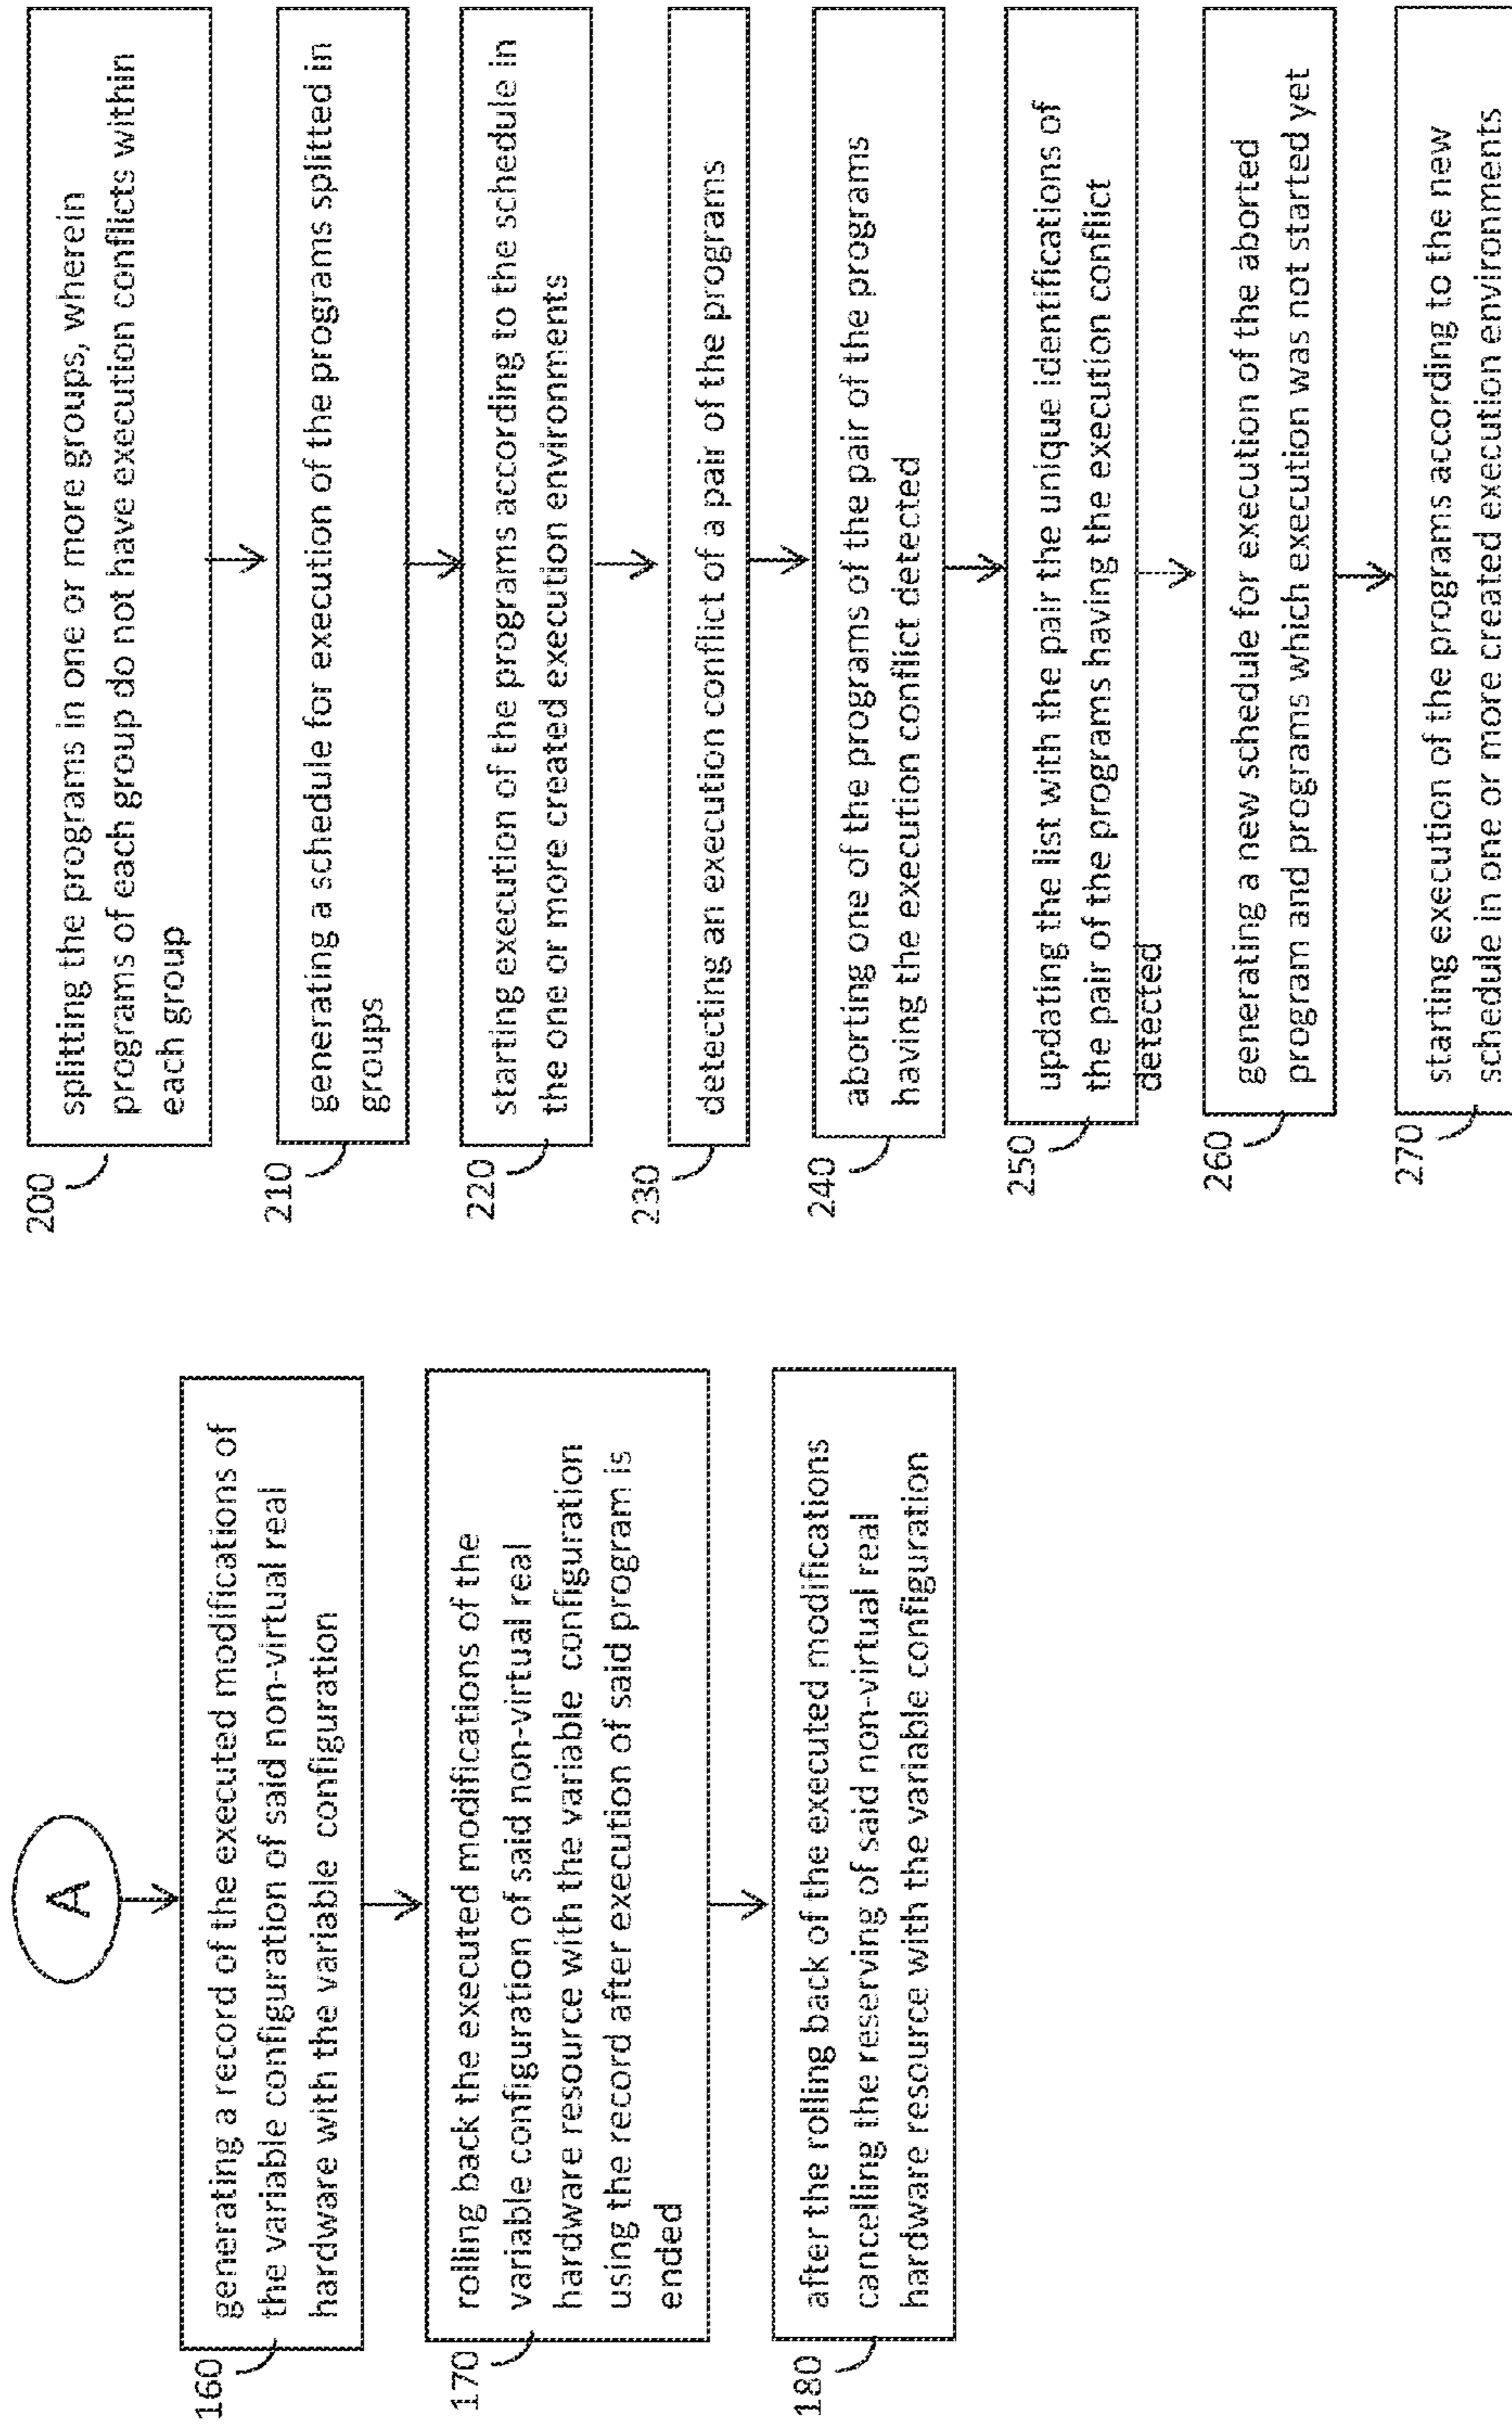 A
160
generating a record of the executed modifications of
the variable configuration of said non-virtual real
hardware with the variable configuration
170
rolling back the executed modifications of the
variable configuration of said non-virtual real
hardware resource with the variable configuration
using the record after execution of said program is
ended
180
after the rolling back of the executed modifications
cancelling the reserving of said non-virtual real
hardware resource with the variable configuration
200
splitting the programs in one or more groups, wherein
programs of each group do not have execution conflicts within
each group
210
generating a schedule for execution of the programs splitted in
groups
220
starting execution of the programs according to the schedule in
the one or more created execution environments
230
detecting an execution conflict of a pair of the programs
240
aborting one of the programs of the pair of the programs
having the execution conflict detected
250
updating the list with the pair the unique identifications of
the pair of the programs having the execution conflict
detected
260
generating a new schedule for execution of the aborted
program and programs which execution was not started yet
270
starting execution of the programs according to the new
schedule in one or more created execution environments